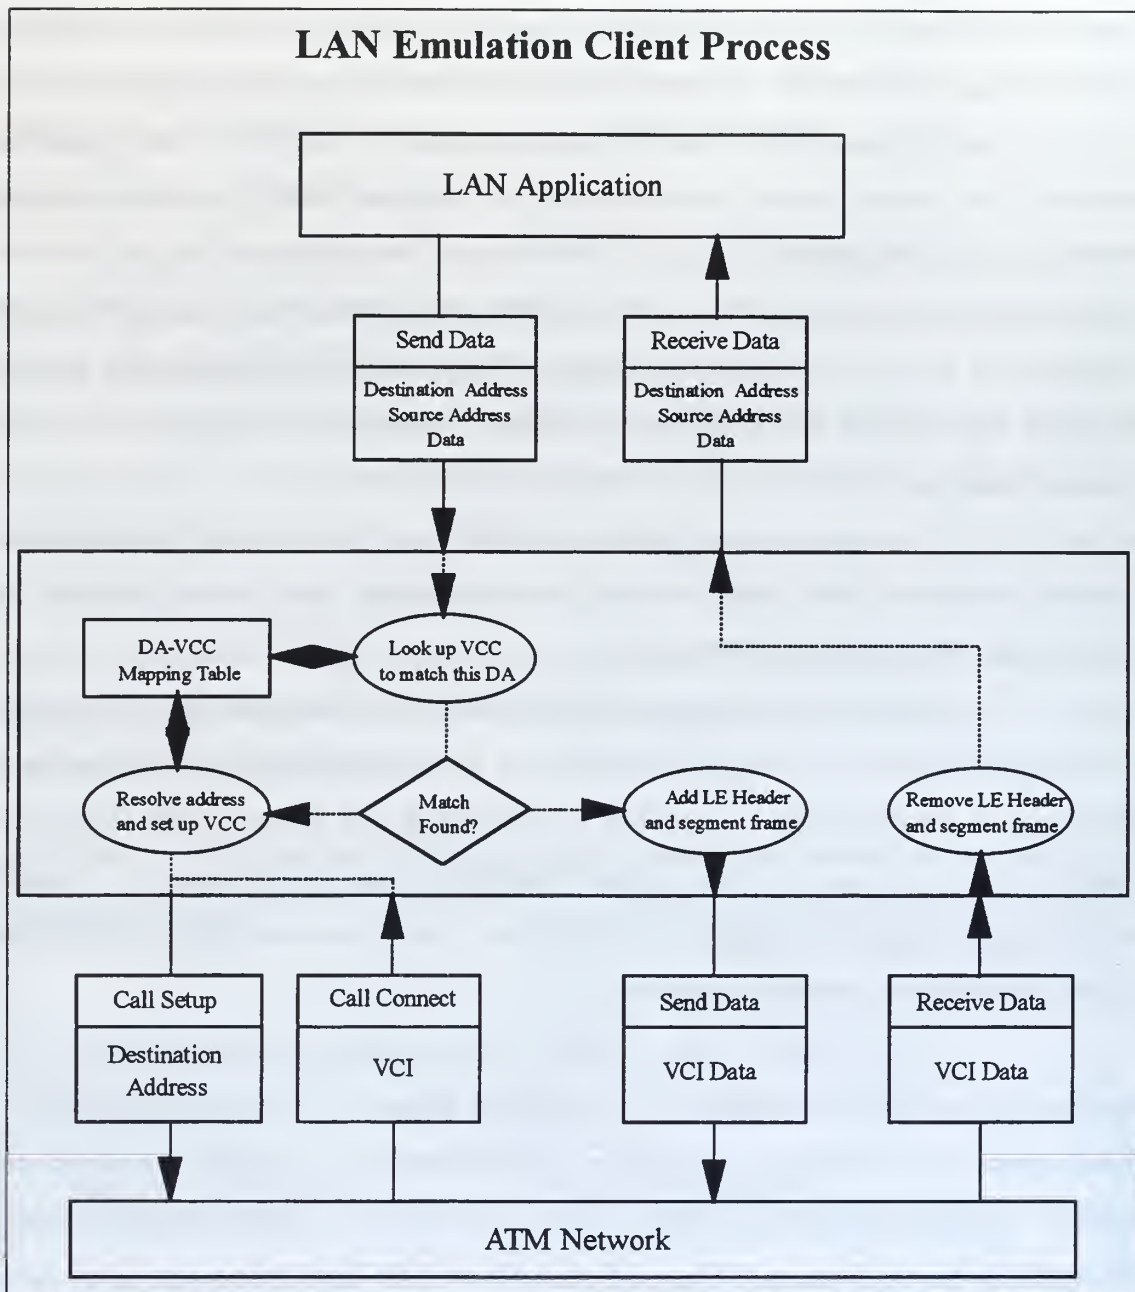 LAN Emulation Client Process
LAN Application
Send Data
Destination Address
Source Address
Data
Receive Data
Destination Address
Source Address
Data
DA-VCC
Mapping Table
Look up VCC
to match this DA
Resolve address
and set up VCC
Match
Found?
Add LE Header
and segment frame
Remove LE Header
and segment frame
Call Setup
Destination
Address
Call Connect
VCI
Send Data
VCI Data
Receive Data
VCI Data
ATM Network